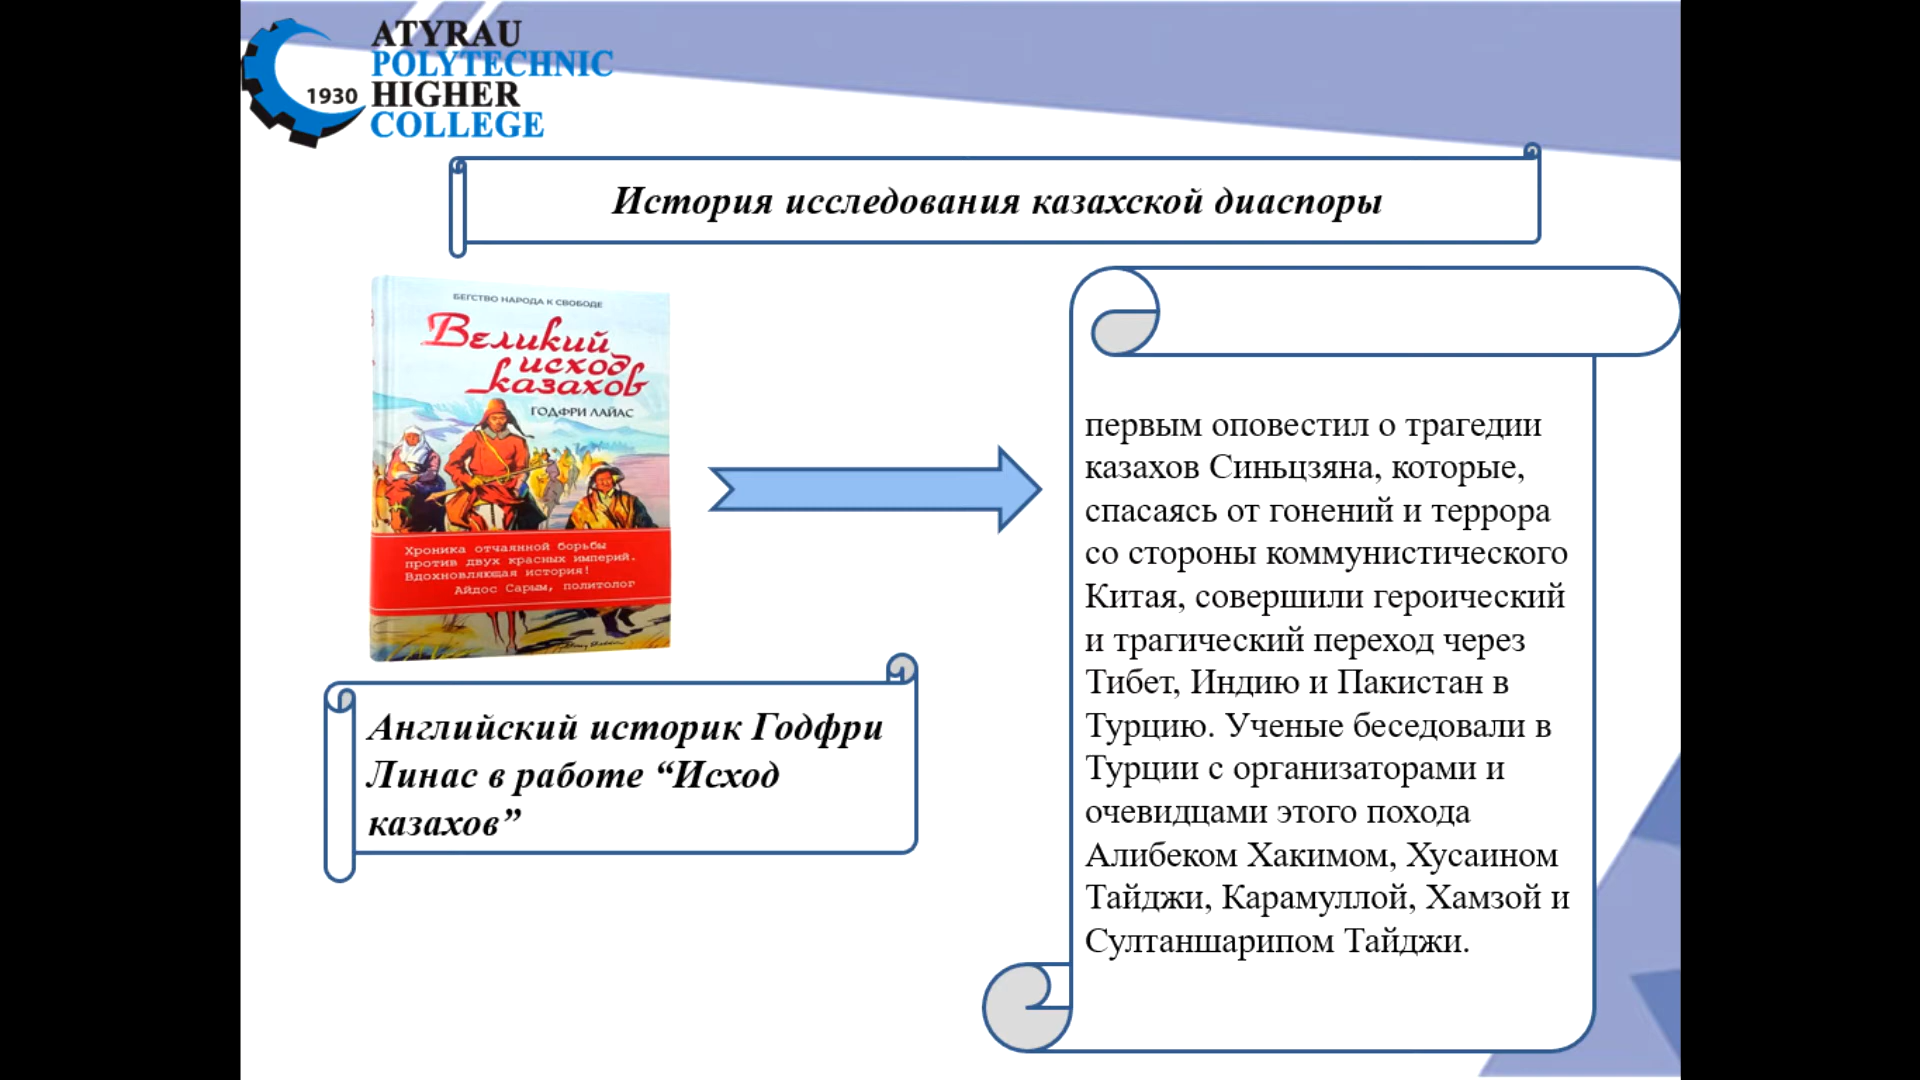 ATYRAU
POLYTECHNIC
HIGHER
COLLEGE
1930
История исследования казахской диаспоры
БЕГСТВО НАРОДА К СВОБОДЕ
Великий
исход
казахов
ГОДФРИ ЛАЙАС
Хроника отчаянной борьбы
против двух красных империй.
Вдохновляющая история!
Айдос Сарым, политолог
Английский историк Годфри
Линас в работе “Исход
казахов”
первым оповестил о трагедии
казахов Синьцзяна, которые,
спасаясь от гонений и террора
со стороны коммунистического
Китая, совершили героический
и трагический переход через
Тибет, Индию и Пакистан в
Турцию. Ученые беседовали в
Турции с организаторами и
очевидцами этого похода
Алибеком Хакимом, Хусаином
Тайджи, Карамуллой, Хамзой и
Султаншарипом Тайджи.